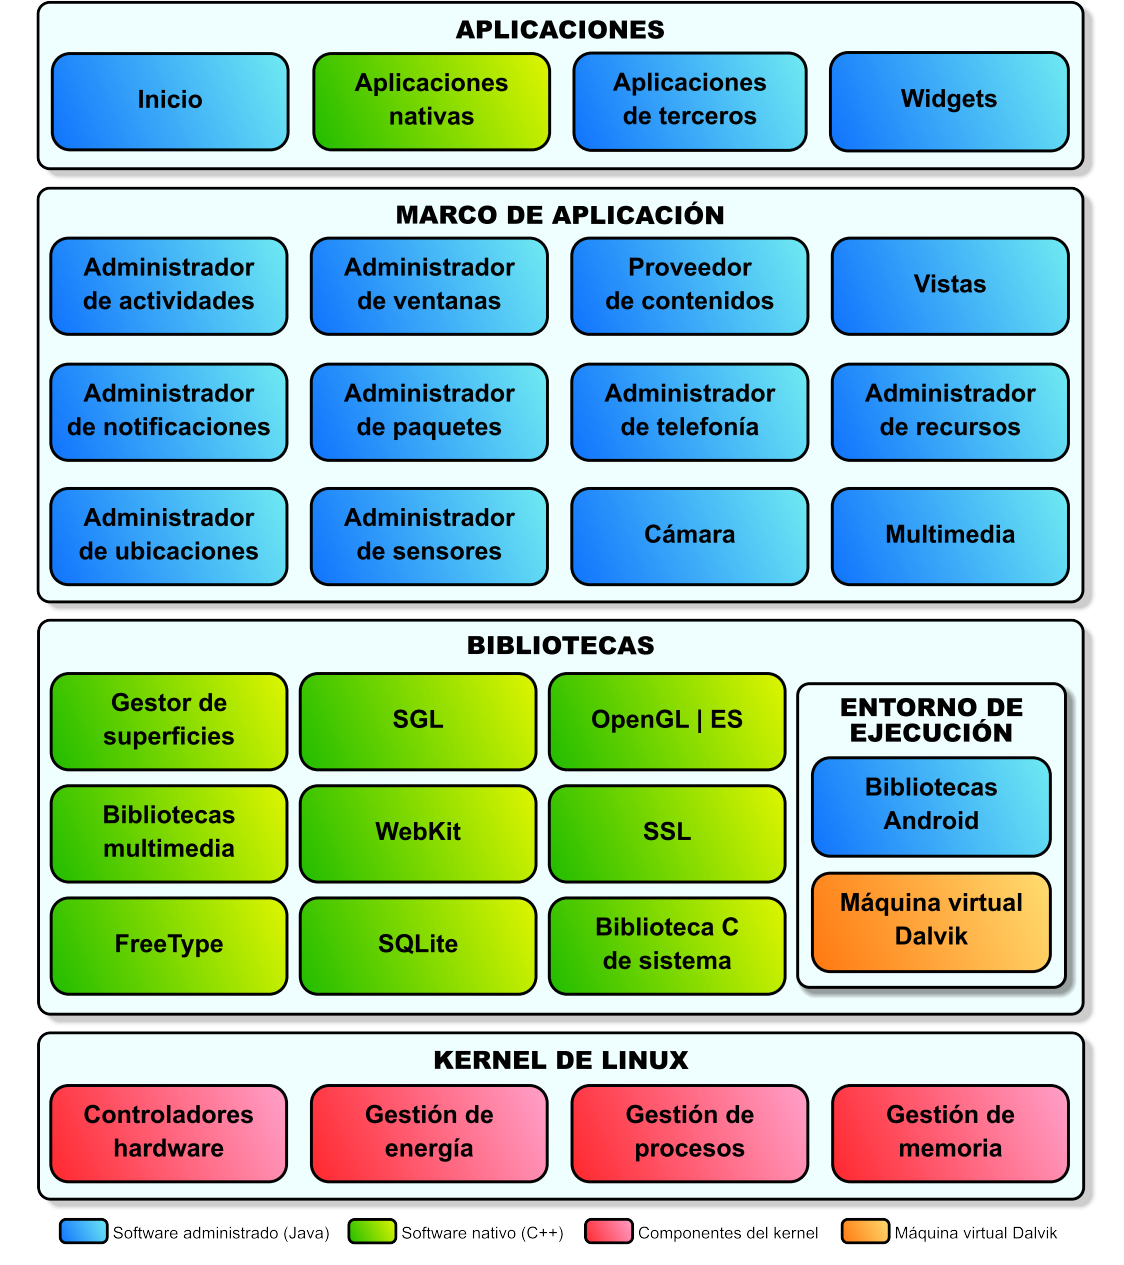 APLICACIONES
Inicio
Aplicaciones
nativas
Aplicaciones
de terceros
Widgets
MARCO DE APLICACIÓN
Administrador
de actividades
Administrador
de ventanas
Proveedor
de contenidos
Vistas
Administrador
de notificaciones
Administrador
de paquetes
Administrador
de telefonía
Administrador
de recursos
Administrador
de ubicaciones
Administrador
de sensores
Cámara
Multimedia
BIBLIOTECAS
Gestor de
superficies
SGL
OpenGL | ES
Bibliotecas
multimedia
WebKit
SSL
FreeType
SQLite
Biblioteca C
de sistema
ENTORNO DE
EJECUCIÓN
Bibliotecas
Android
Máquina virtual
Dalvik
KERNEL DE LINUX
Controladores
hardware
Gestión de
energía
Gestión de
procesos
Gestión de
memoria
Software administrado (Java)
Software nativo (C++)
Componentes del kernel
Máquina virtual Dalvik